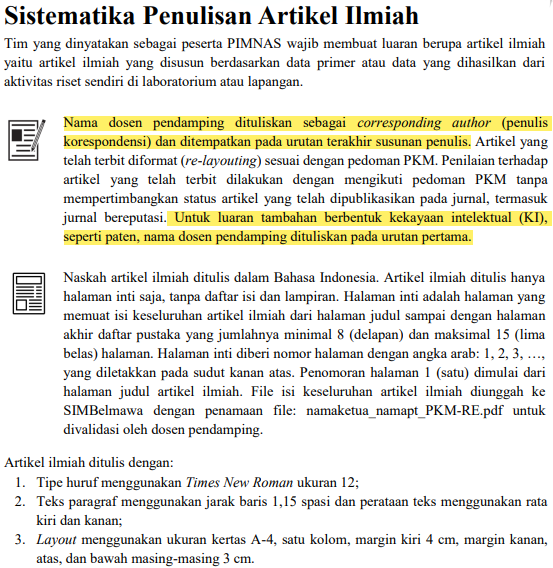 Sistematika Penulisan Artikel Ilmiah
Tim yang dinyatakan sebagai peserta PIMNAS wajib membuat luaran berupa artikel ilmiah
yaitu artikel ilmiah yang disusun berdasarkan data primer atau data yang dihasilkan dari
aktivitas riset sendiri di laboratorium atau lapangan.
Nama dosen pendamping dituliskan sebagai corresponding author (penulis
korespondensi) dan ditempatkan pada urutan terakhir susunan penulis. Artikel yang
telah terbit diformat (re-layouting) sesuai dengan pedoman PKM. Penilaian terhadap
artikel yang telah terbit dilakukan dengan mengikuti pedoman PKM tanpa
mempertimbangkan status artikel yang telah dipublikasikan pada jurnal, termasuk
jurnal bereputasi. Untuk luaran tambahan berbentuk kekayaan intelektual (KI),
seperti paten, nama dosen pendamping dituliskan pada urutan pertama.
Naskah artikel ilmiah ditulis dalam Bahasa Indonesia. Artikel ilmiah ditulis hanya
halaman inti saja, tanpa daftar isi dan lampiran. Halaman inti adalah halaman yang
memuat isi keseluruhan artikel ilmiah dari halaman judul sampai dengan halaman
akhir daftar pustaka yang jumlahnya minimal 8 (delapan) dan maksimal 15 (lima
belas) halaman. Halaman inti diberi nomor halaman dengan angka arab: 1, 2, 3, …,
yang diletakkan pada sudut kanan atas. Penomoran halaman 1 (satu) dimulai dari
halaman judul artikel ilmiah. File isi keseluruhan artikel ilmiah diunggah ke
SIMBelmawa dengan penamaan file: namaketua_namapt_PKM-RE.pdf untuk
divalidasi oleh dosen pendamping.
Artikel ilmiah ditulis dengan:
1. Tipe huruf menggunakan Times New Roman ukuran 12;
2. Teks paragraf menggunakan jarak baris 1,15 spasi dan perataan teks menggunakan rata
kiri dan kanan;
3. Layout menggunakan ukuran kertas A-4, satu kolom, margin kiri 4 cm, margin kanan,
atas, dan bawah masing-masing 3 cm.